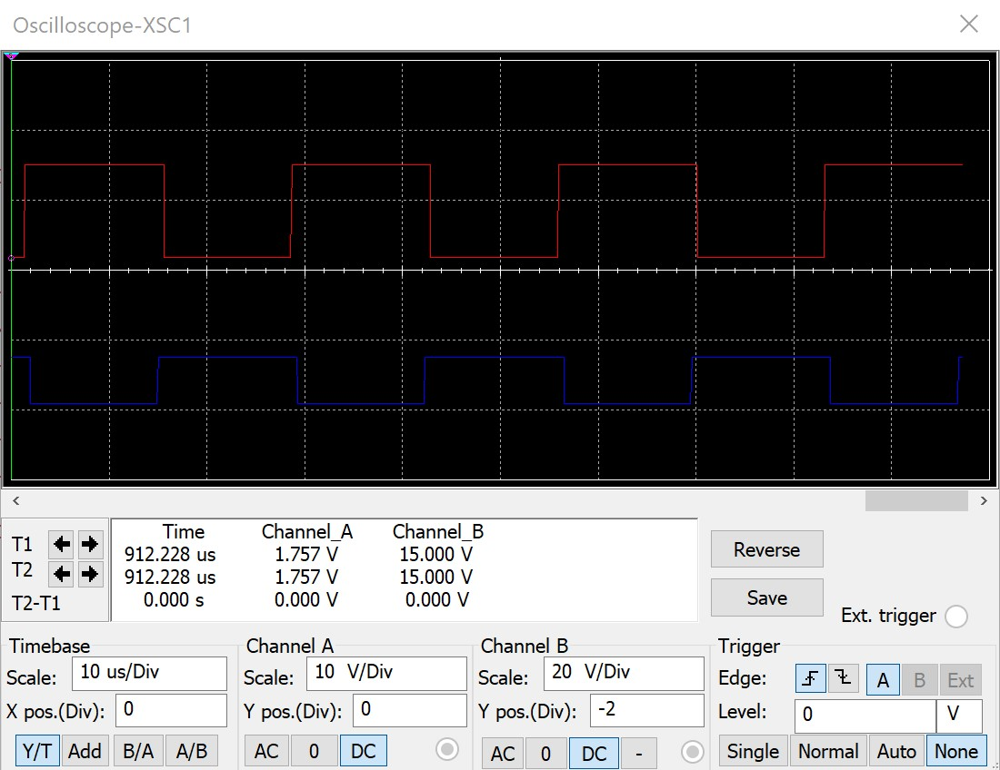 Oscilloscope-XSC1
Time Channel_A Channel_B
T1 912.228 us 1.757 V 15.000 V
T2 912.228 us 1.757 V 15.000 V
T2-T1 0.000 s 0.000 V 0.000 V
Reverse
Save
Ext. trigger
Timebase
Scale: 10 us/Div
X pos.(Div): 0
Y/T Add B/A A/B
Channel A
Scale: 10 V/Div
Y pos.(Div): 0
AC 0 DC
Channel B
Scale: 20 V/Div
Y pos.(Div): -2
AC 0 DC -
Trigger
Edge: A B Ext
Level: 0 V
Single Normal Auto None